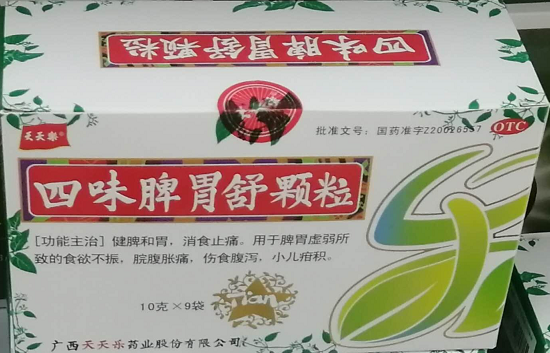 四味脾胃舒颗粒
天天乐®
批准文号：国药准字Z20026557
OTC
四味脾胃舒颗粒
[功能主治] 健脾和胃，消食止痛。用于脾胃虚弱所
致的食欲不振，脘腹胀痛，伤食腹泻，小儿疳积。
10克×9袋
Tian
广西天天乐药业股份有限公司